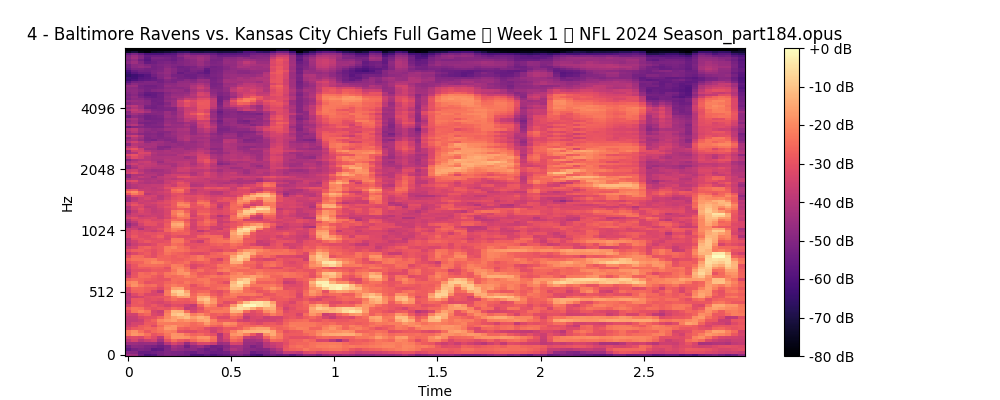 4 - Baltimore Ravens vs. Kansas City Chiefs Full Game ▯ Week 1 ▯ NFL 2024 Season_part184.opus
+0 dB
-10 dB
-20 dB
-30 dB
-40 dB
-50 dB
-60 dB
-70 dB
-80 dB
Hz
4096
2048
1024
512
0
0
0.5
1
1.5
2
2.5
Time